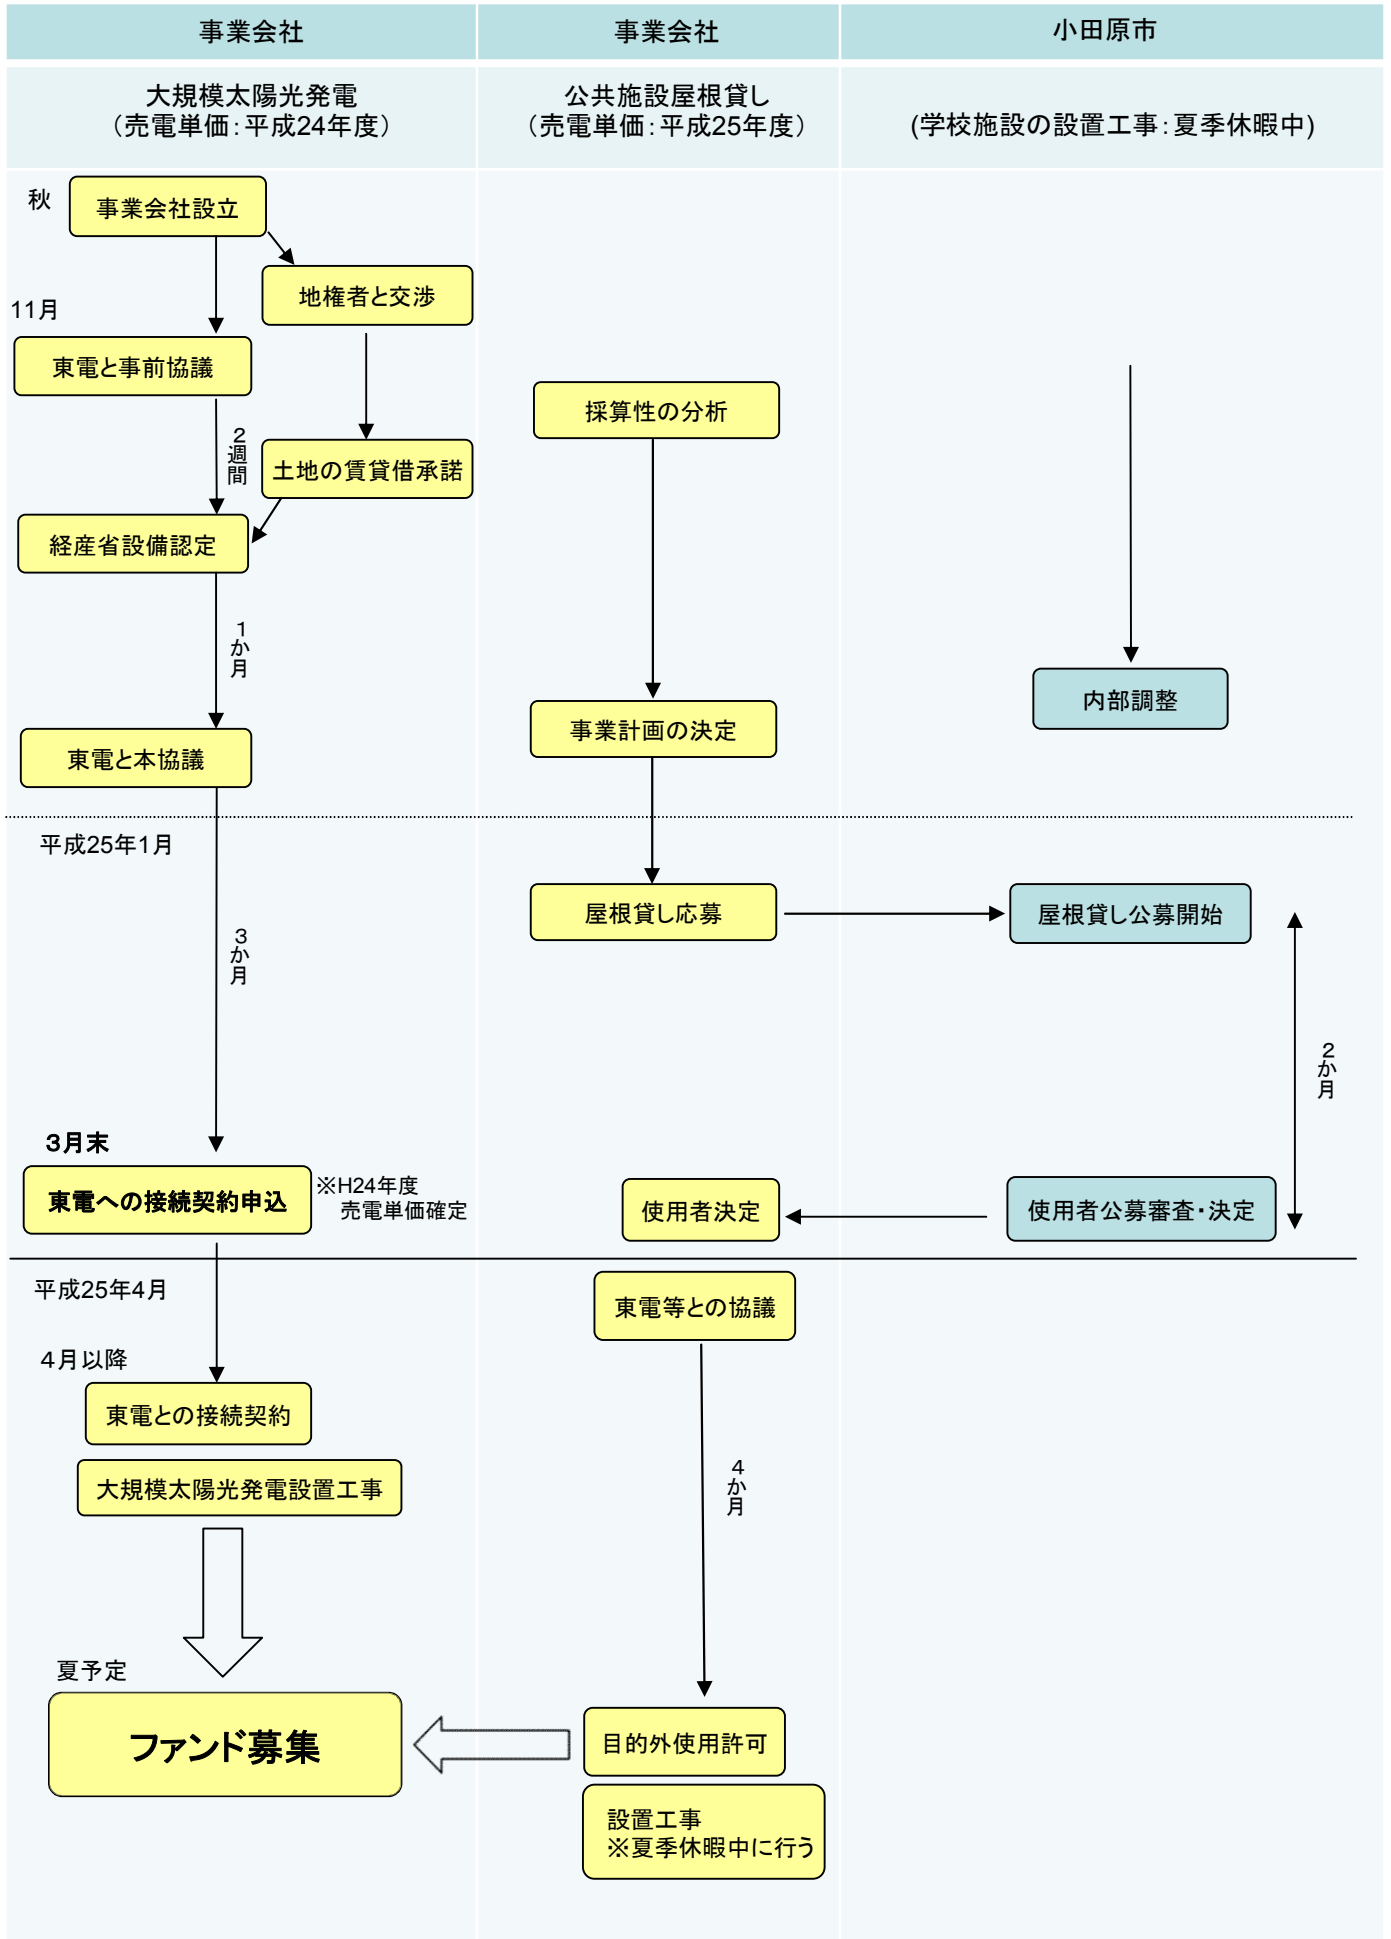 事業会社
事業会社
小田原市
大規模太陽光発電
（売電単価：平成24年度）
公共施設屋根貸し
（売電単価：平成25年度）
(学校施設の設置工事：夏季休暇中)
秋
事業会社設立
地権者と交渉
11月
東電と事前協議
採算性の分析
２週間
土地の賃貸借承諾
経産省設備認定
１か月
内部調整
事業計画の決定
東電と本協議
平成25年1月
屋根貸し応募
屋根貸し公募開始
３か月
２か月
３月末
東電への接続契約申込
※H24年度
売電単価確定
使用者決定
使用者公募審査・決定
平成25年4月
東電等との協議
４月以降
東電との接続契約
大規模太陽光発電設置工事
４か月
夏予定
ファンド募集
目的外使用許可
設置工事
※夏季休暇中に行う